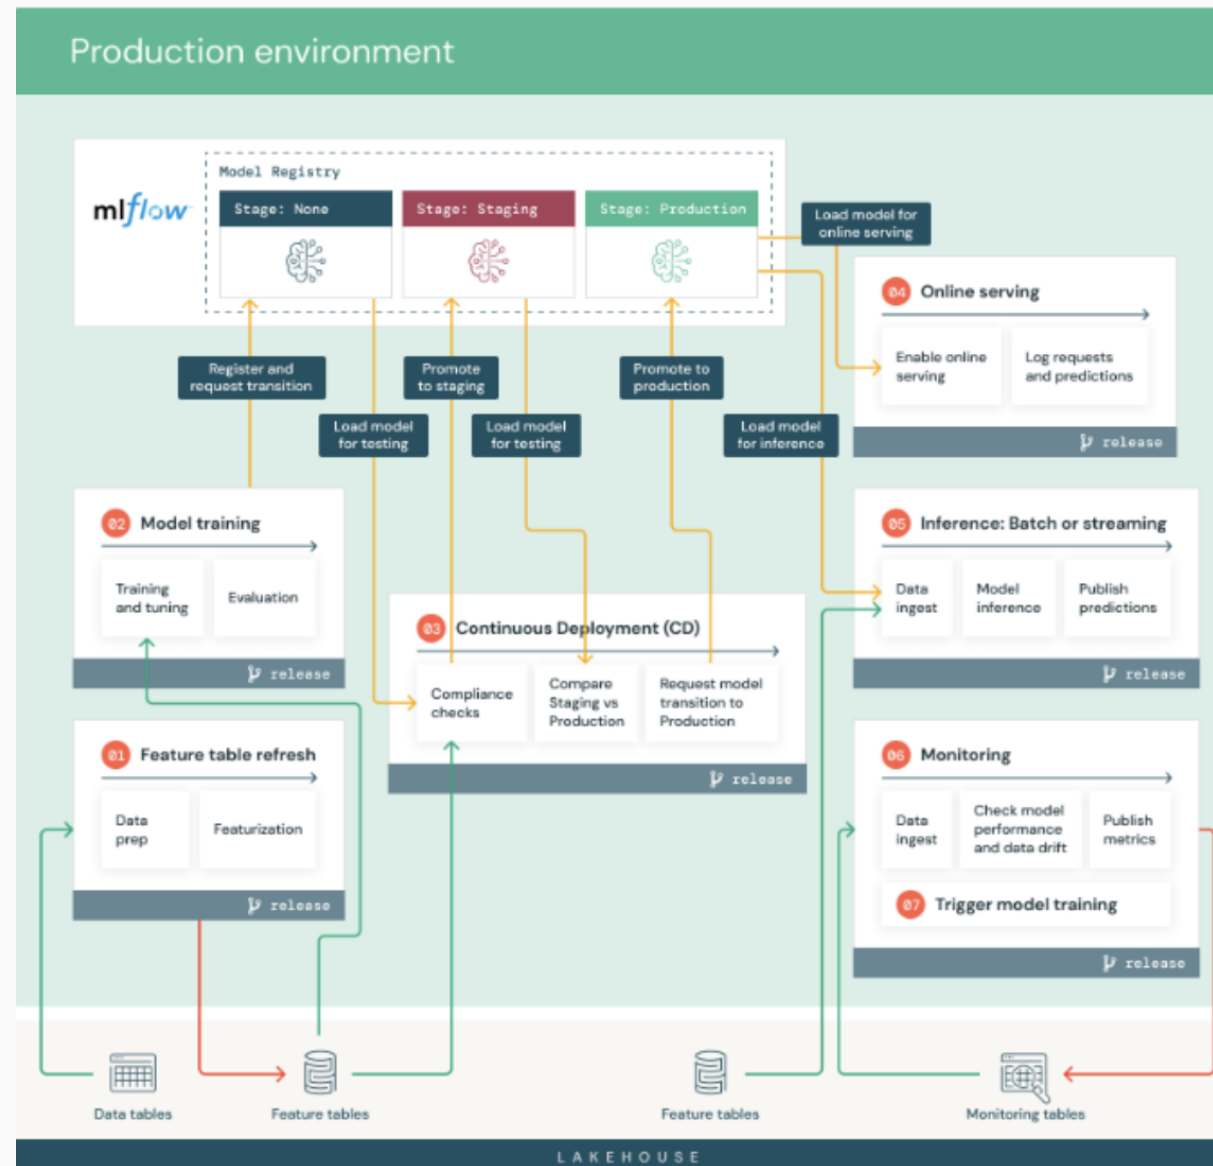 Production environment
mlflow
Model Registry
Stage: None
Stage: Staging
Stage: Production
Load model for
online serving
04 Online serving
Enable online
serving
Log requests
and predictions
release
Register and
request transition
Promote
to staging
Promote to
production
Load model
for testing
Load model
for testing
Load model
for inference
02 Model training
Training
and tuning
Evaluation
release
05 Inference: Batch or streaming
Data
ingest
Model
inference
Publish
predictions
release
03 Continuous Deployment (CD)
Compliance
checks
Compare
Staging vs
Production
Request model
transition to
Production
release
01 Feature table refresh
Data
prep
Featurization
release
06 Monitoring
Data
ingest
Check model
performance
and data drift
Publish
metrics
07 Trigger model training
release
Data tables
Feature tables
Feature tables
Monitoring tables
LAKEHOUSE